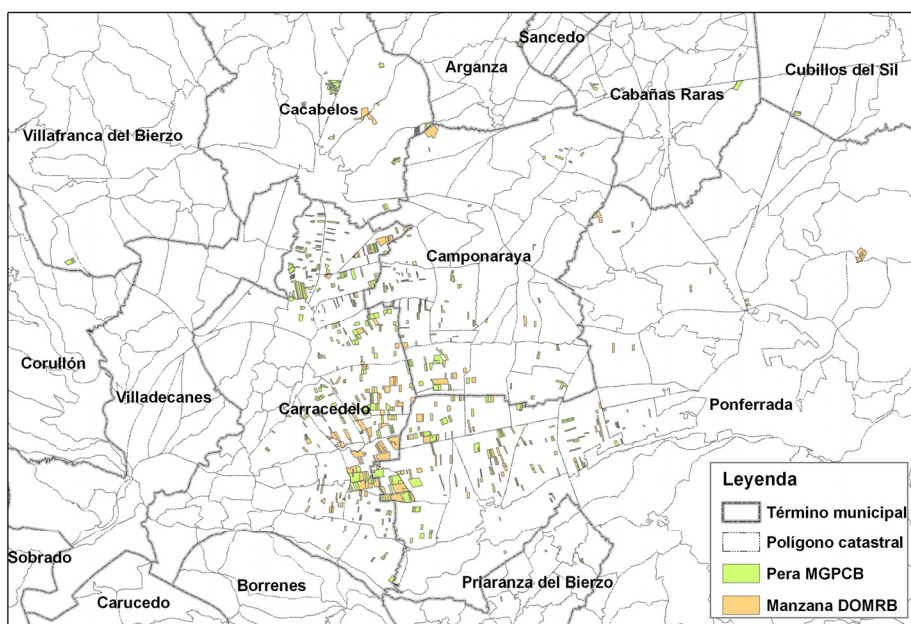 Sancedo
Arganza
Cubillos del Sil
Cabañas Raras
Cacabelos
Villafranca del Bierzo
Camponaraya
Corullón
Villadecanes
Carracedelo
Ponferrada
Leyenda
Término municipal
Polígono catastral
Pera MGPCB
Manzana DOMRB
Sobrado
Borrenes
Priaranza del Bierzo
Carucedo